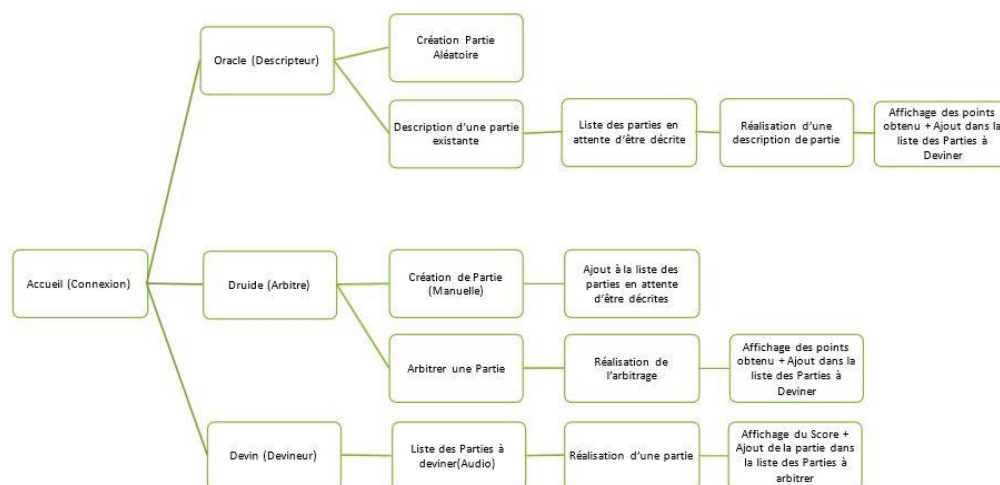 Oracle (Descripteur)
Création Partie
Aléatoire
Description d'une partie
existante
Liste des parties en
attente d'être décrite
Réalisation d'une
description de partie
Affichage des points
obtenu + Ajout dans la
liste des Parties à
Deviner
Accueil (Connexion)
Druide (Arbitre)
Création de Partie
(Manuelle)
Ajout à la liste des
parties en attente
d'être décrites
Arbitrer une Partie
Réalisation de
l'arbitrage
Affichage des points
obtenu + Ajout dans la
liste des Parties à
Deviner
Devin (Devineur)
Liste des Parties à
deviner(Audio)
Réalisation d'une partie
Affichage du Score +
Ajout de la partie dans
la liste des Parties à
arbitrer